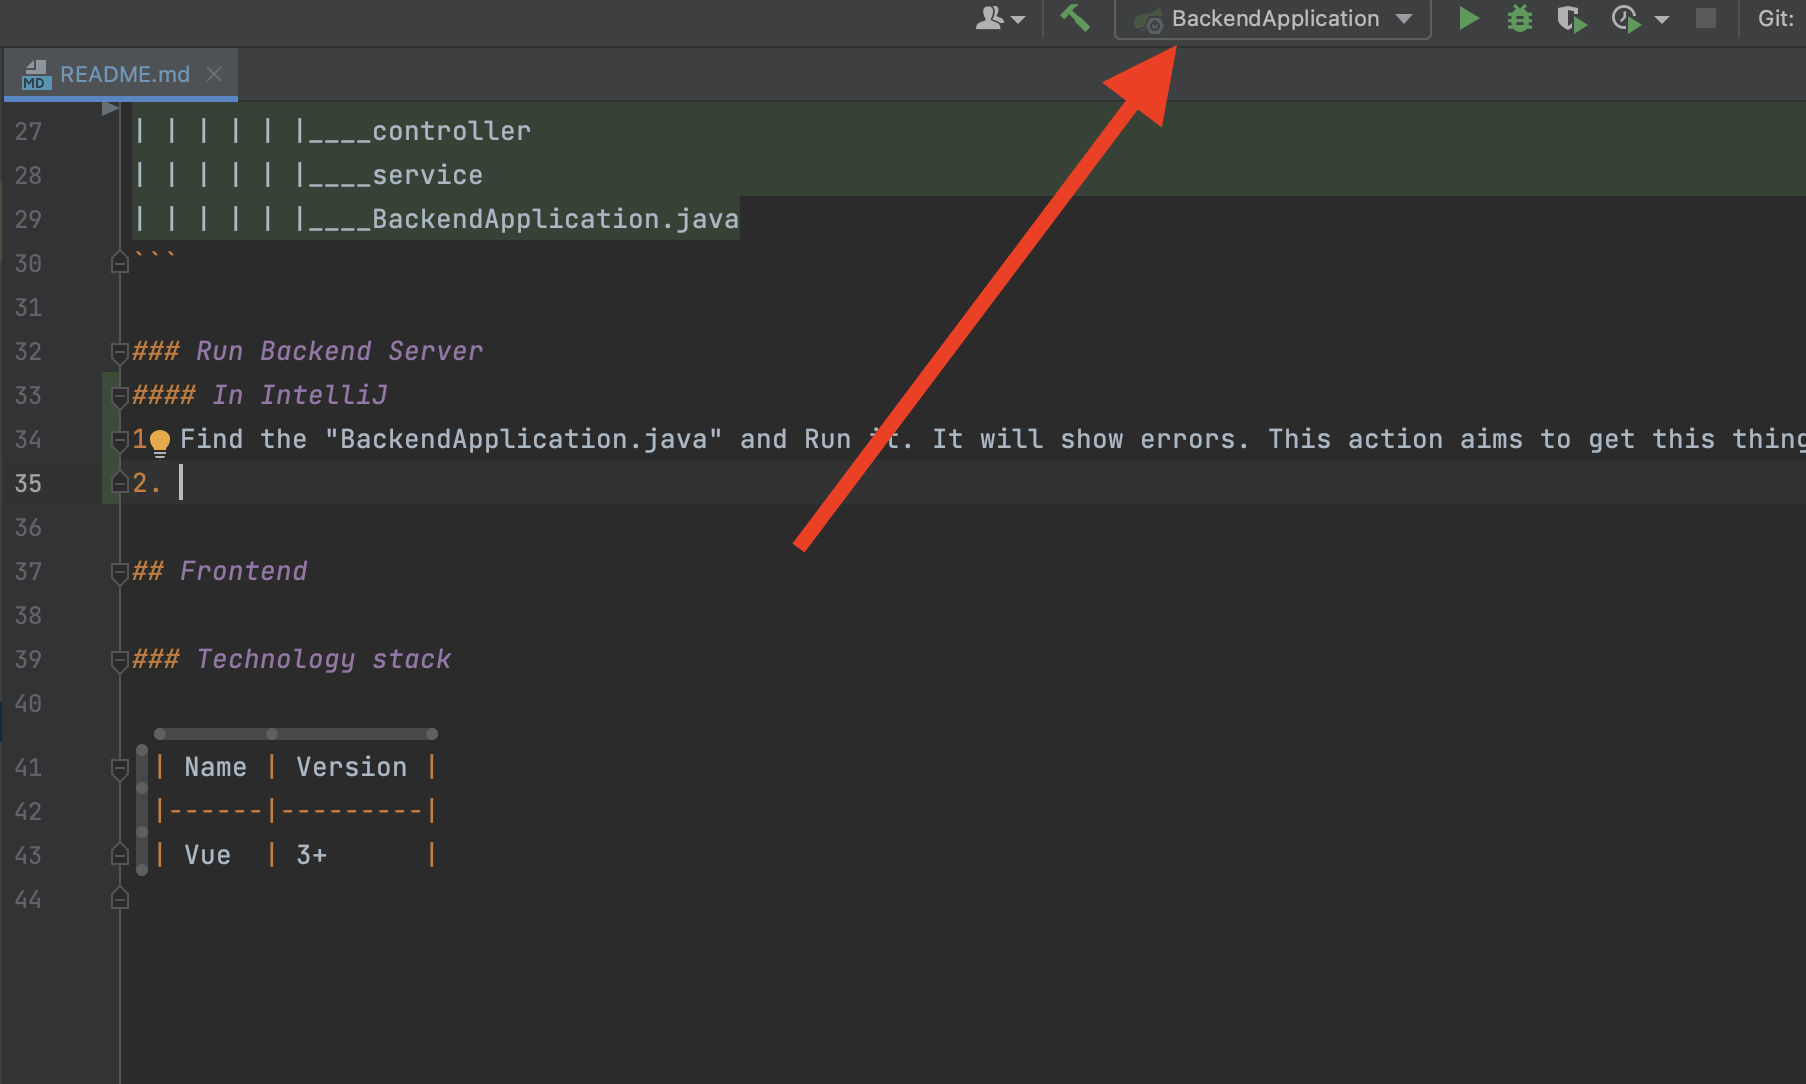 BackendApplication
Git:
MD README.md
27 | | | | | |____controller
28 | | | | | |____service
29 | | | | | |____BackendApplication.java
30 ```
31
32 ### Run Backend Server
33 #### In IntelliJ
34 1 Find the "BackendApplication.java" and Run it. It will show errors. This action aims to get this thing
35 2.
36
37 ## Frontend
38
39 ### Technology stack
40
41 | Name | Version |
42 |------|---------|
43 | Vue  | 3+      |
44